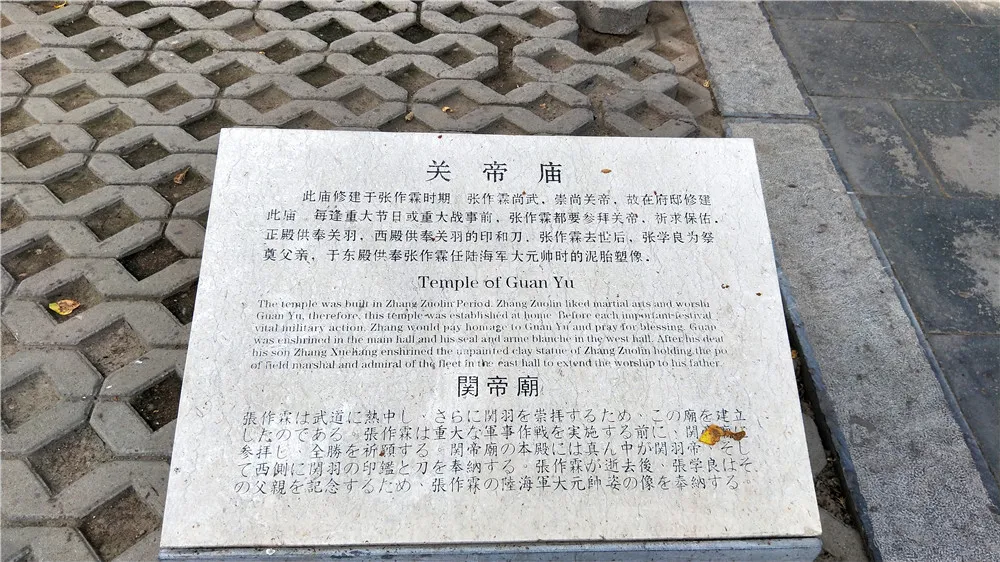 关帝庙
此庙修建于张作霖时期 张作霖尚武，崇尚关帝，故在府邸修建
此庙 每逢重大节日或重大战事前，张作霖都要参拜关帝，祈求保佑，
正殿供奉关羽，西殿供奉关羽的印和刀，张作霖去世后，张学良为祭
奠父亲，于东殿供奉张作霖任陆海军大元帅时的泥胎塑像。
Temple of Guan Yu
The temple was built in Zhang Zuolin Period. Zhang Zuolin liked martial arts and worshi
Guan Yu, therefore, this temple was established at home. Before each important festival
vital military action, Zhang would pay homage to Guan Yu and pray for blessing. Guan
was enshrined in the main hall and his seal and arme blanche in the west hall. After his deat
his son Zhang Xueliang enshrined the unpainted clay statue of Zhang Zuolin holding the po
of field marshal and admiral of the fleet in the east hall to extend the worship to his father.
関帝廟
張作霖は武道に熱中し、さらに関羽を崇拝するため、この廟を建立
したのである。張作霖は重大な軍事作戦を実施する前に、関
参拝し、全勝を祈願する。関帝廟の本殿には真ん中が関羽帝、そし
て西側に関羽の印鑑と刀を奉納する。張作霖が逝去後、張学良はそ
の父親を記念するため、張作霖の陸海軍大元帥姿の像を奉納する。